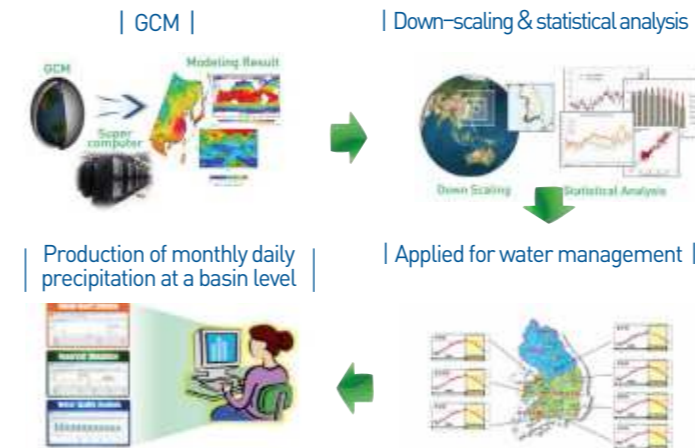 | GCM |
| Down-scaling & statistical analysis
GCM
Modeling Result
Super
computer
Down Scaling
Statistical Analysis
Production of monthly daily
precipitation at a basin level
| Applied for water management |